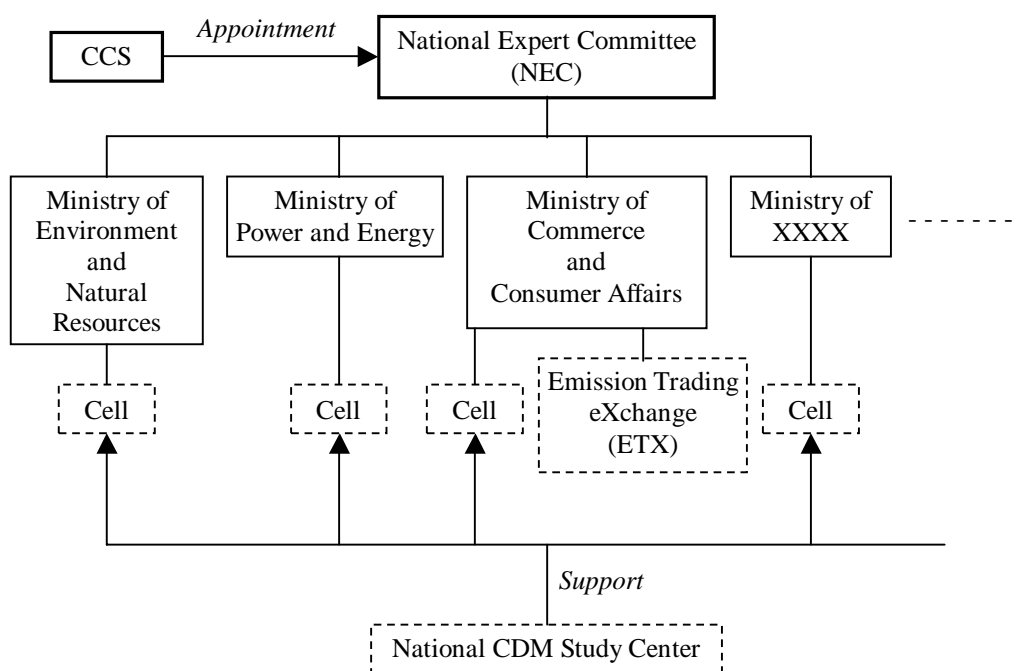 Appointment
CCS
National Expert Committee
(NEC)
Ministry of
Environment
and
Natural
Resources
Ministry of
Power and Energy
Ministry of
Commerce
and
Consumer Affairs
Ministry of
XXXX
Cell
Cell
Cell
Emission Trading
eXchange
(ETX)
Cell
Support
National CDM Study Center